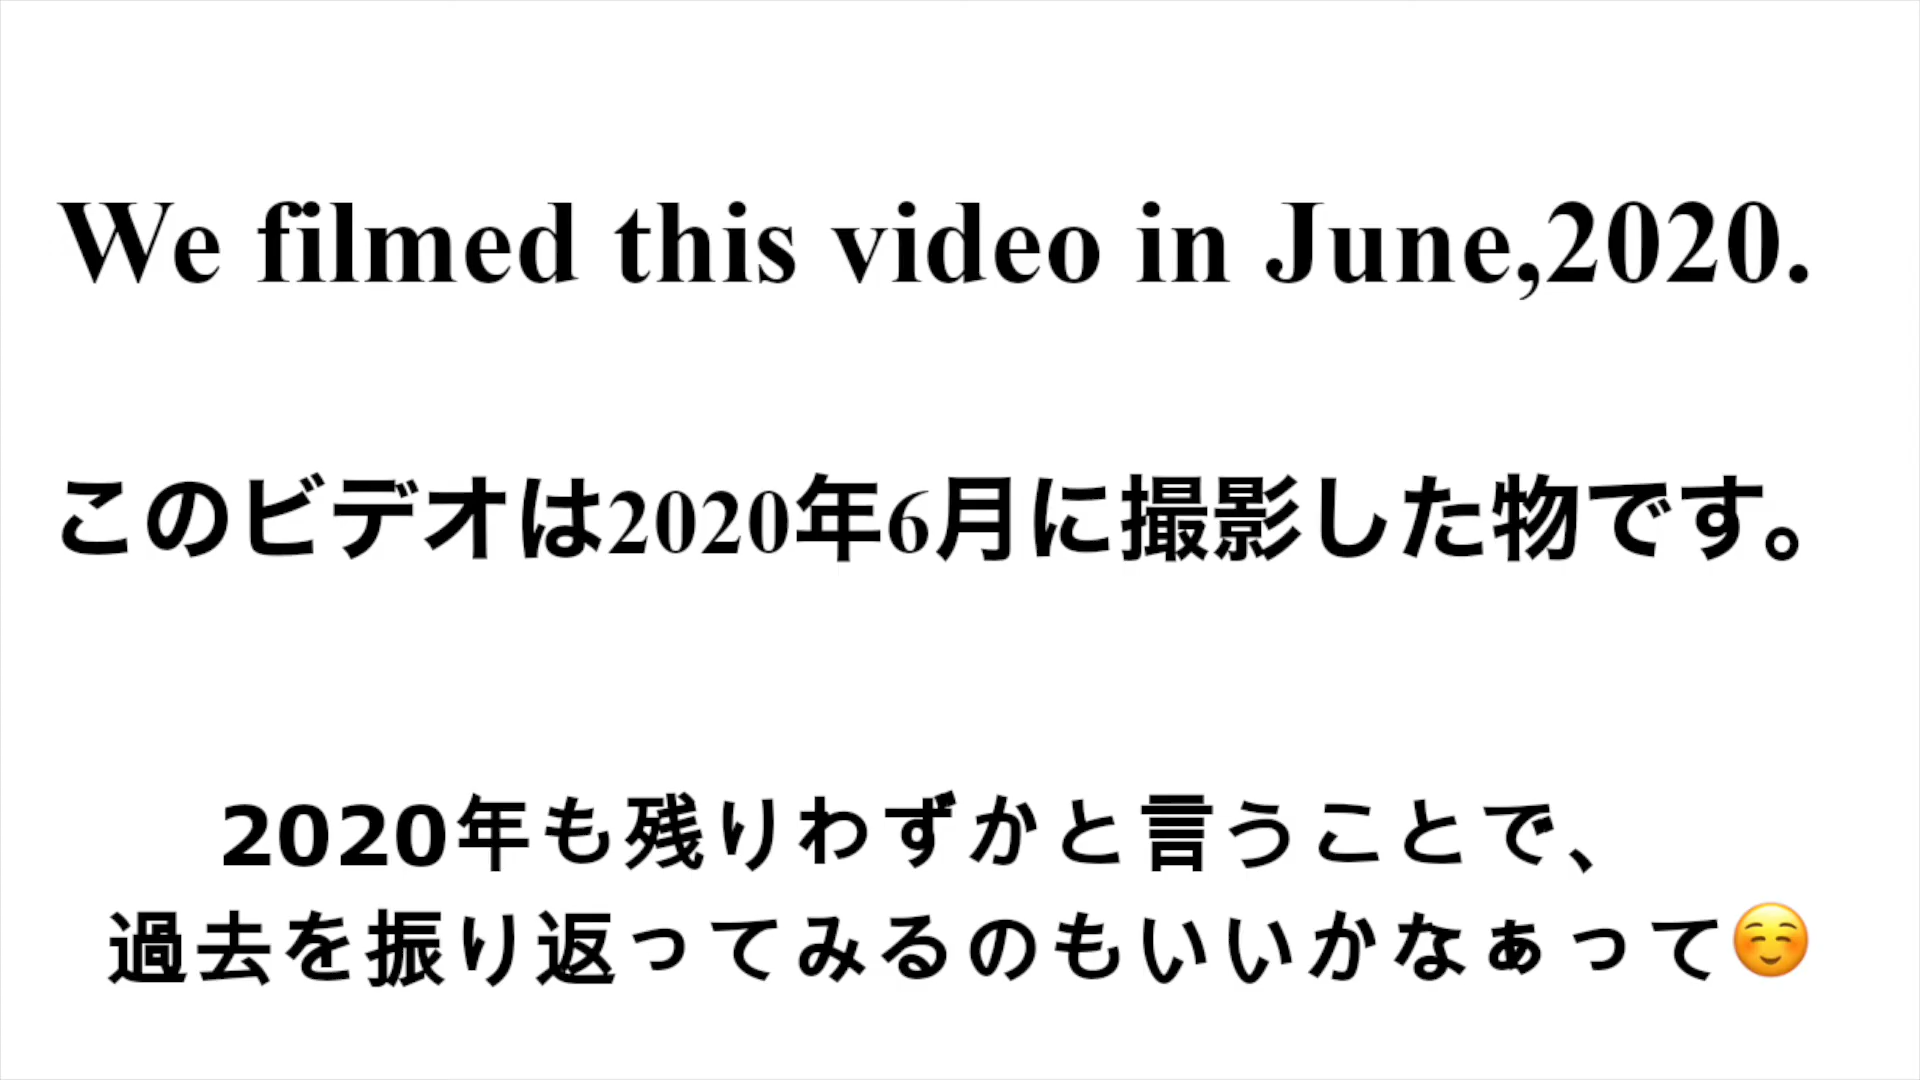 We filmed this video in June,2020.
このビデオは2020年6月に撮影した物です。
2020年も残りわずかと言うことで、
過去を振り返ってみるのもいいかなぁって☺️